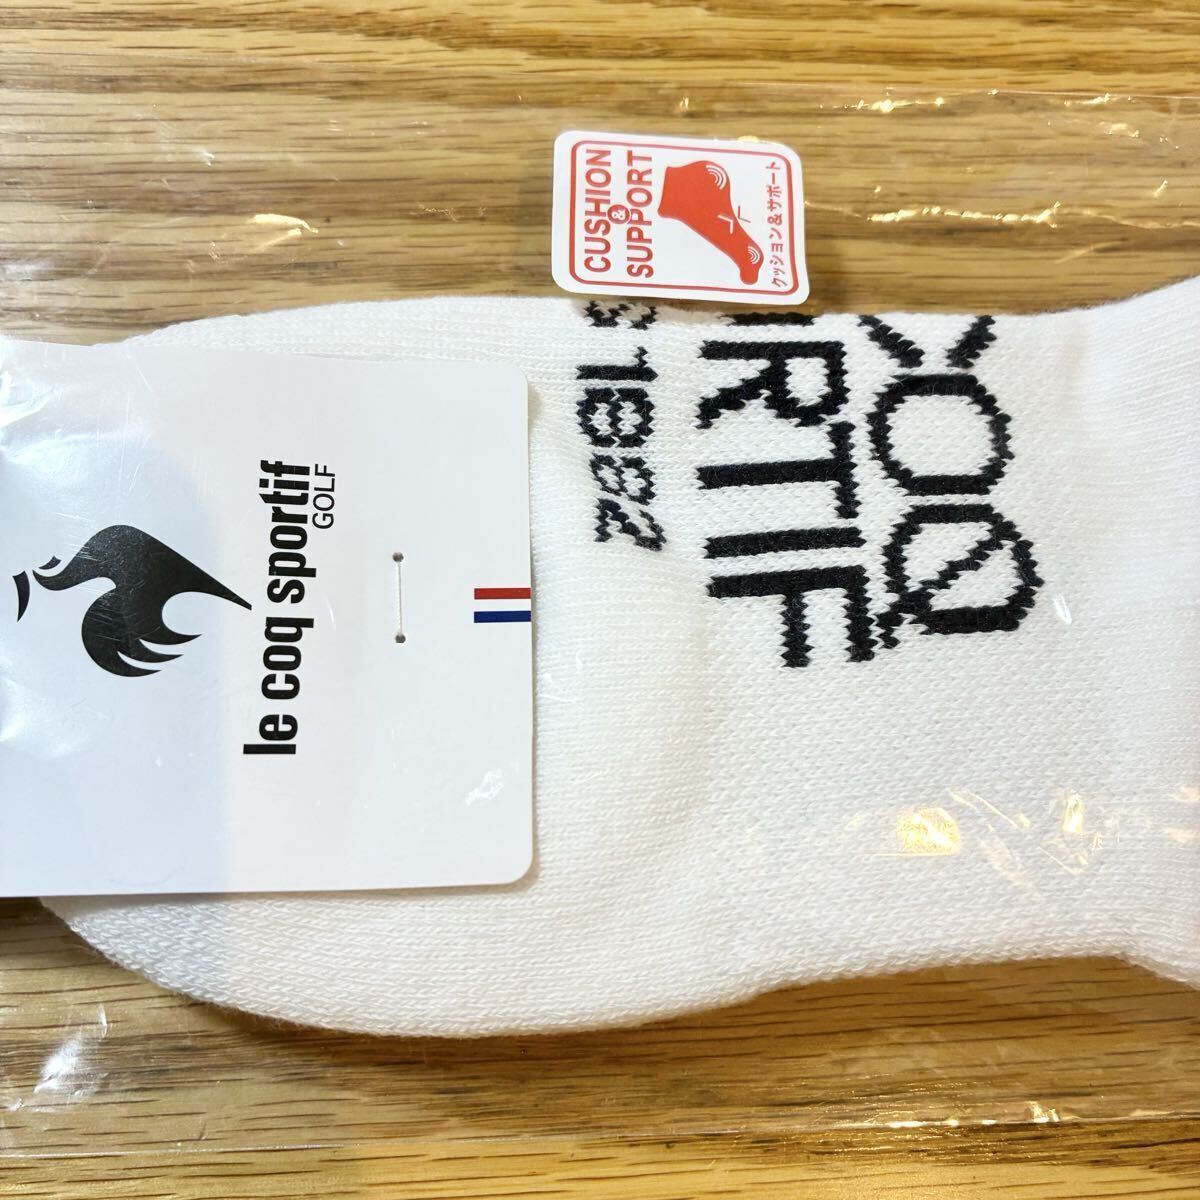 le coq sportif
GOLF
CUSHION
&
SUPPORT
クッション&サポート
COQ
RTIF
1882